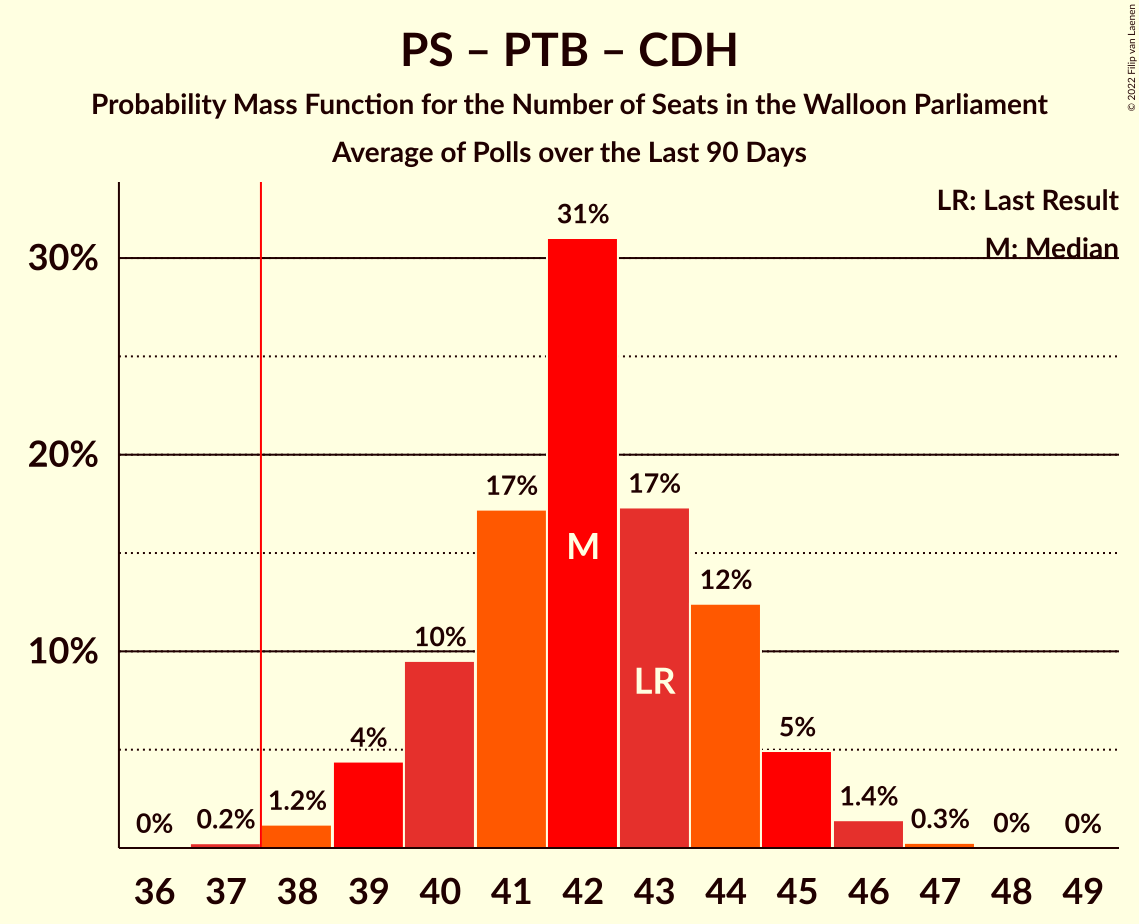 PS – PTB – CDH
Probability Mass Function for the Number of Seats in the Walloon Parliament
Average of Polls over the Last 90 Days
© 2022 Filip van Laenen
LR: Last Result
M: Median
30%
20%
10%
0%
0.2%
1.2%
4%
10%
17%
31%
17%
12%
5%
1.4%
0.3%
0%
0%
M
LR
36 37 38 39 40 41 42 43 44 45 46 47 48 49